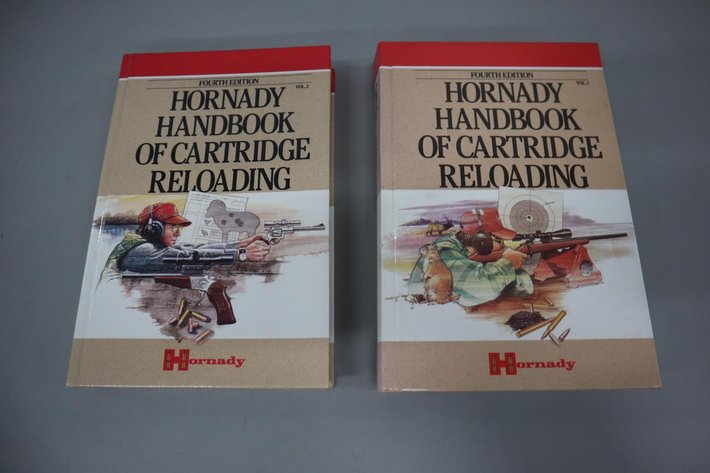 FOURTH EDITION
VOL. 2
HORNADY
HANDBOOK
OF CARTRIDGE
RELOADING
Hornady
FOURTH EDITION
VOL. 1
HORNADY
HANDBOOK
OF CARTRIDGE
RELOADING
Hornady